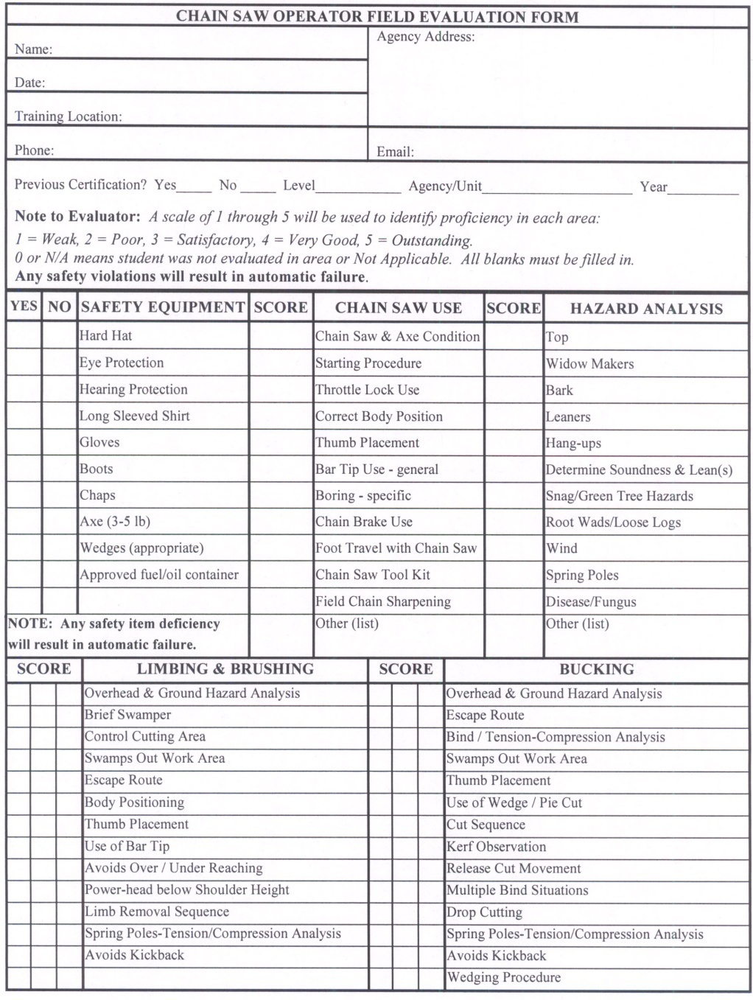 CHAIN SAW OPERATOR FIELD EVALUATION FORM
Name:
Agency Address:
Date:
Training Location:
Phone:
Email:
Previous Certification? Yes_____ No _____ Level____________ Agency/Unit_____________________ Year__________
Note to Evaluator: A scale of 1 through 5 will be used to identify proficiency in each area:
1 = Weak, 2 = Poor, 3 = Satisfactory, 4 = Very Good, 5 = Outstanding.
0 or N/A means student was not evaluated in area or Not Applicable. All blanks must be filled in.
Any safety violations will result in automatic failure.
YES NO SAFETY EQUIPMENT SCORE CHAIN SAW USE SCORE HAZARD ANALYSIS
Hard Hat Chain Saw & Axe Condition Top
Eye Protection Starting Procedure Widow Makers
Hearing Protection Throttle Lock Use Bark
Long Sleeved Shirt Correct Body Position Leaners
Gloves Thumb Placement Hang-ups
Boots Bar Tip Use - general Determine Soundness & Lean(s)
Chaps Boring - specific Snag/Green Tree Hazards
Axe (3-5 lb) Chain Brake Use Root Wads/Loose Logs
Wedges (appropriate) Foot Travel with Chain Saw Wind
Approved fuel/oil container Chain Saw Tool Kit Spring Poles
Field Chain Sharpening Disease/Fungus
NOTE: Any safety item deficiency Other (list) Other (list)
will result in automatic failure.
SCORE LIMBING & BRUSHING SCORE BUCKING
Overhead & Ground Hazard Analysis Overhead & Ground Hazard Analysis
Brief Swamper Escape Route
Control Cutting Area Bind / Tension-Compression Analysis
Swamps Out Work Area Swamps Out Work Area
Escape Route Thumb Placement
Body Positioning Use of Wedge / Pie Cut
Thumb Placement Cut Sequence
Use of Bar Tip Kerf Observation
Avoids Over / Under Reaching Release Cut Movement
Power-head below Shoulder Height Multiple Bind Situations
Limb Removal Sequence Drop Cutting
Spring Poles-Tension/Compression Analysis Spring Poles-Tension/Compression Analysis
Avoids Kickback Avoids Kickback
Wedging Procedure